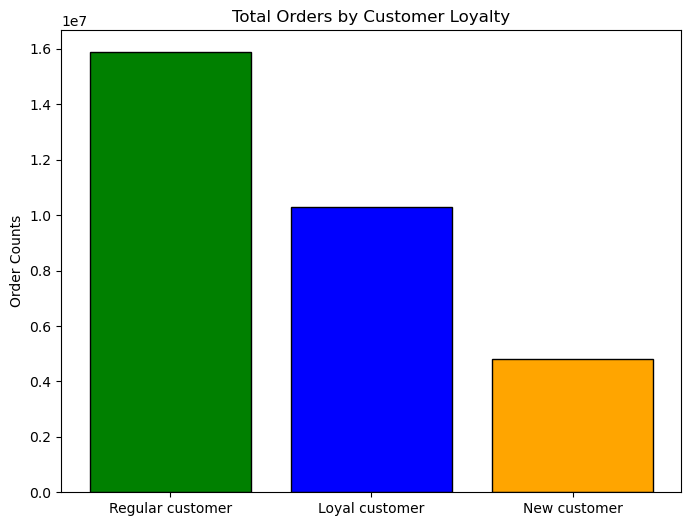 Total Orders by Customer Loyalty
1e7
1.6
1.4
1.2
1.0
0.8
0.6
0.4
0.2
0.0
Order Counts
Regular customer
Loyal customer
New customer